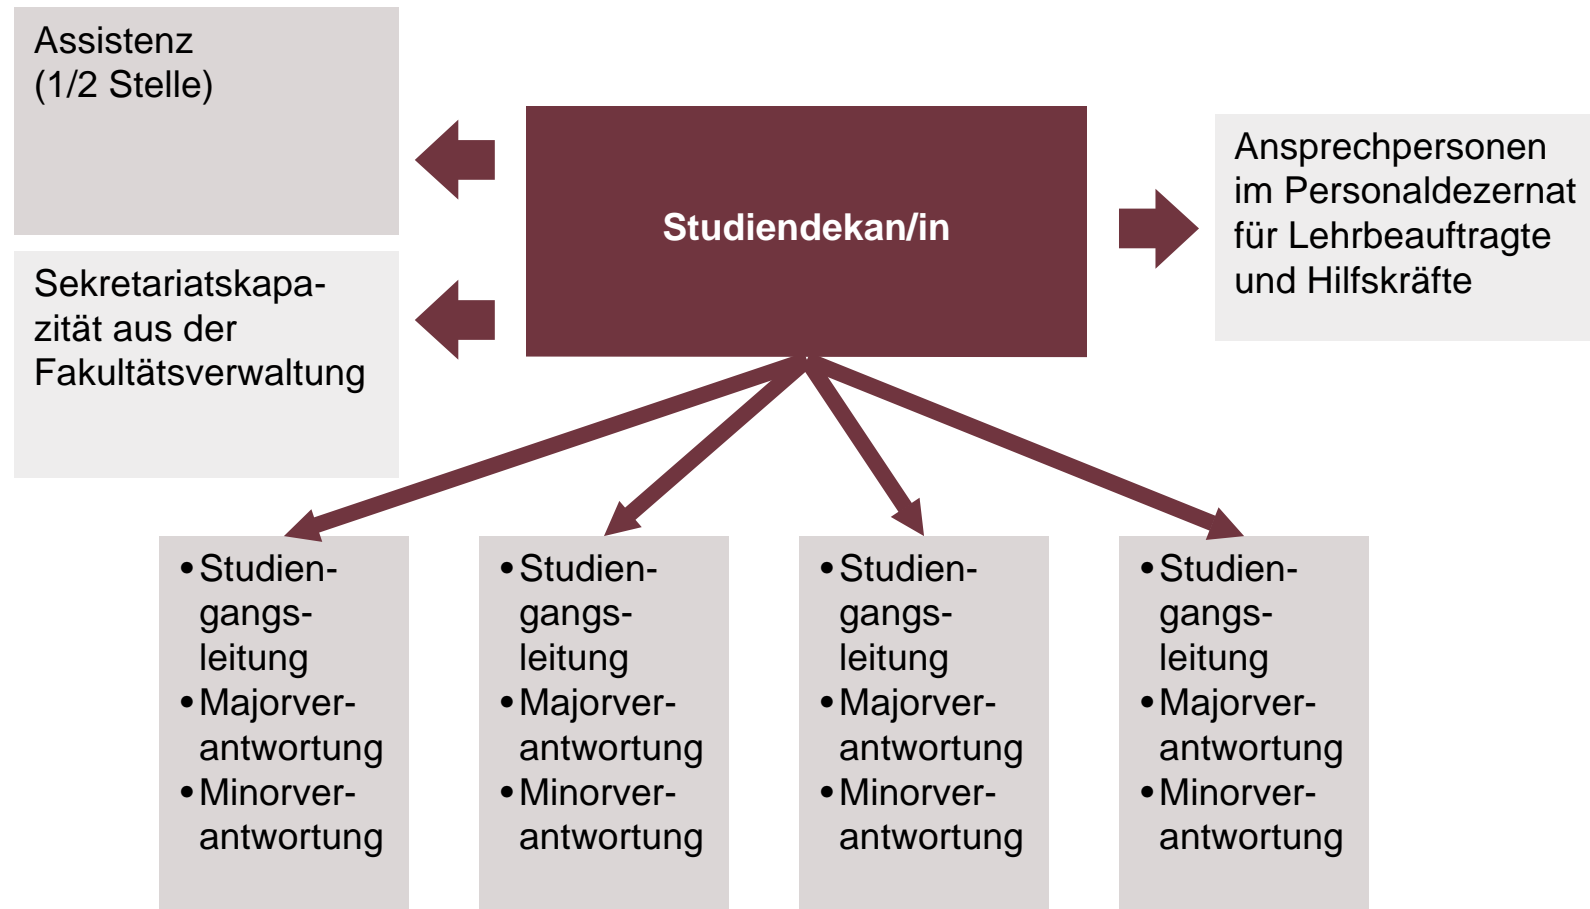 Assistenz
(1/2 Stelle)
Sekretariatskapa-
zität aus der
Fakultätsverwaltung
Studiendekan/in
Ansprechpersonen
im Personaldezernat
für Lehrbeauftragte
und Hilfskräfte
•Studien-
gangs-
leitung
•Majorver-
antwortung
•Minorver-
antwortung
•Studien-
gangs-
leitung
•Majorver-
antwortung
•Minorver-
antwortung
•Studien-
gangs-
leitung
•Majorver-
antwortung
•Minorver-
antwortung
•Studien-
gangs-
leitung
•Majorver-
antwortung
•Minorver-
antwortung